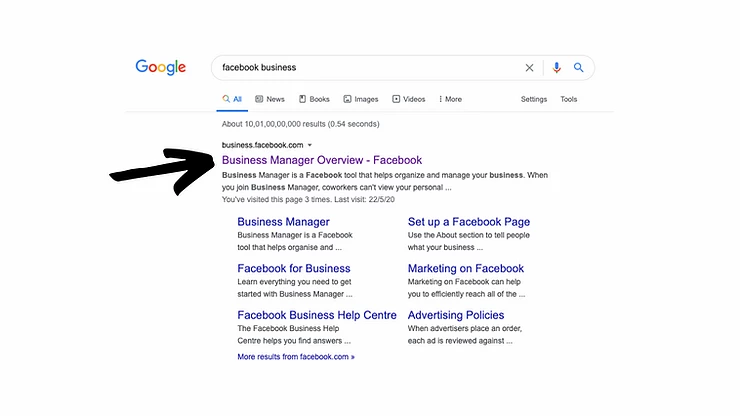 Google
facebook business
All News Books Images Videos More Settings Tools
About 10,01,00,00,000 results (0.54 seconds)
business.facebook.com
Business Manager Overview - Facebook
Business Manager is a Facebook tool that helps organize and manage your business. When
you join Business Manager, coworkers can't view your personal ...
You've visited this page 3 times. Last visit: 22/5/20
Business Manager
Business Manager is a Facebook
tool that helps organise and ...
Set up a Facebook Page
Use the About section to tell people
what your business ...
Facebook for Business
Learn everything you need to get
started with Business Manager ...
Marketing on Facebook
Marketing on Facebook can help
you to efficiently reach all of the ...
Facebook Business Help Centre
The Facebook Business Help
Centre helps you find answers ...
Advertising Policies
When advertisers place an order,
each ad is reviewed against ...
More results from facebook.com »